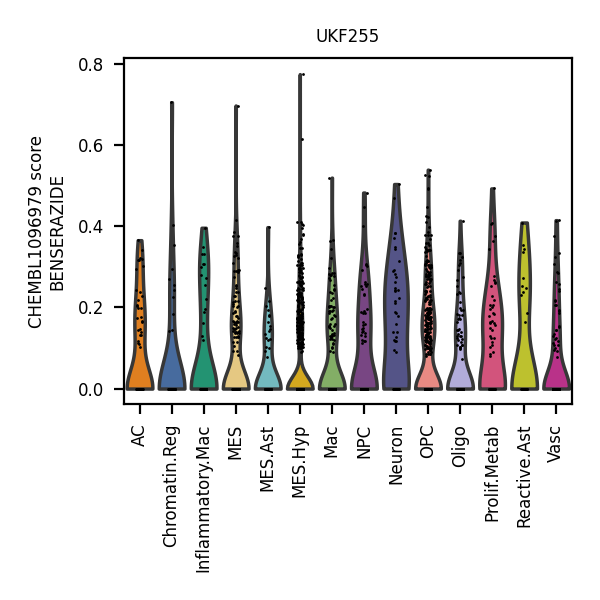 UKF255
CHEMBL1096979 score
BENSERAZIDE
0.8
0.6
0.4
0.2
0.0
AC
Chromatin.Reg
Inflammatory.Mac
MES
MES.Ast
MES.Hyp
Mac
NPC
Neuron
OPC
Oligo
Prolif.Metab
Reactive.Ast
Vasc